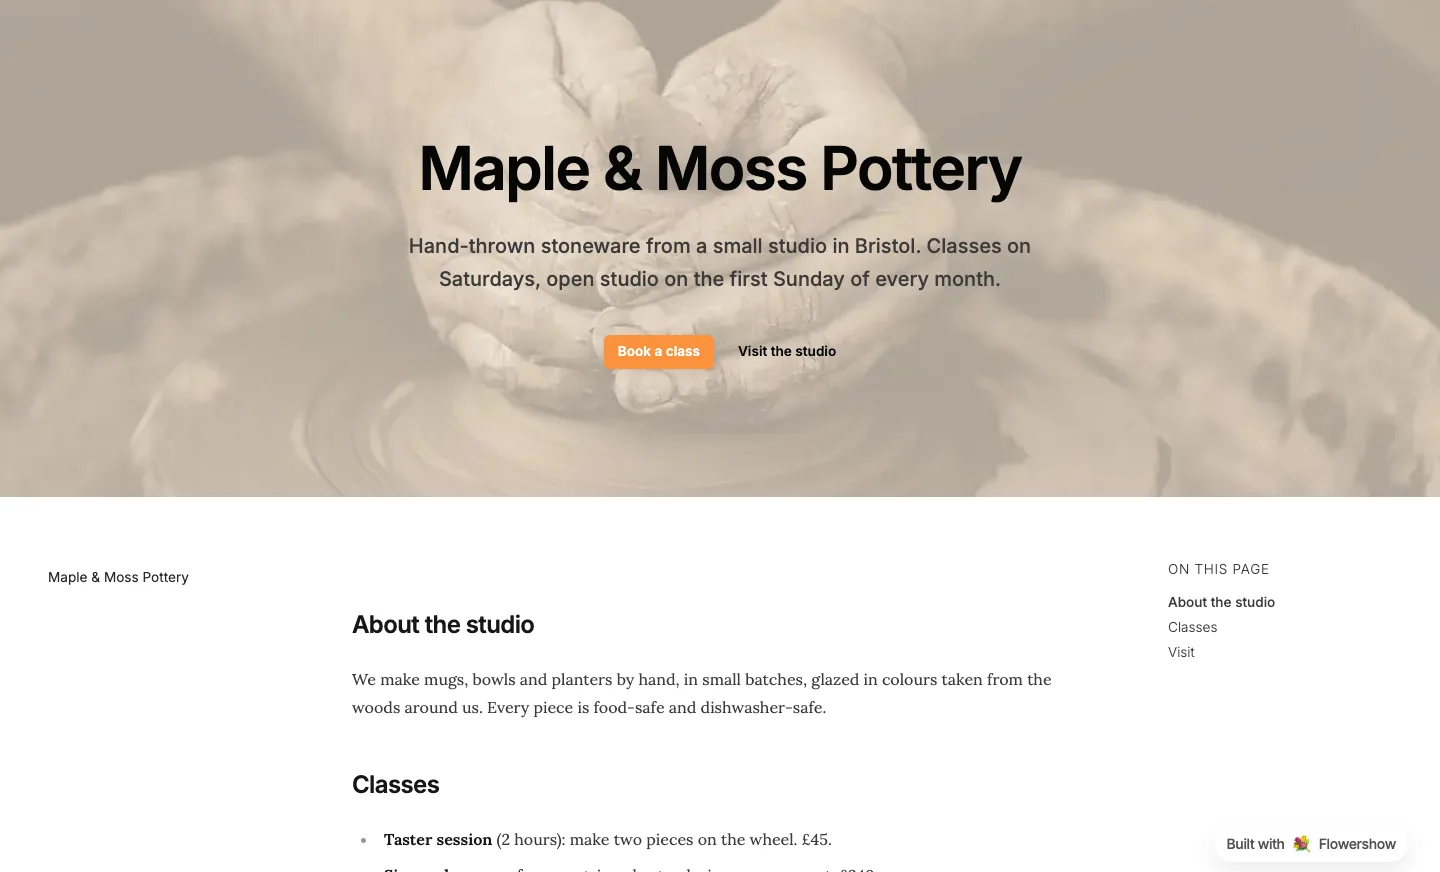 Maple & Moss Pottery
Hand-thrown stoneware from a small studio in Bristol. Classes on
Saturdays, open studio on the first Sunday of every month.
Book a class
Visit the studio
Maple & Moss Pottery
ON THIS PAGE
About the studio
Classes
Visit
About the studio
We make mugs, bowls and planters by hand, in small batches, glazed in colours taken from the
woods around us. Every piece is food-safe and dishwasher-safe.
Classes
Taster session (2 hours): make two pieces on the wheel. £45.
Built with Flowershow